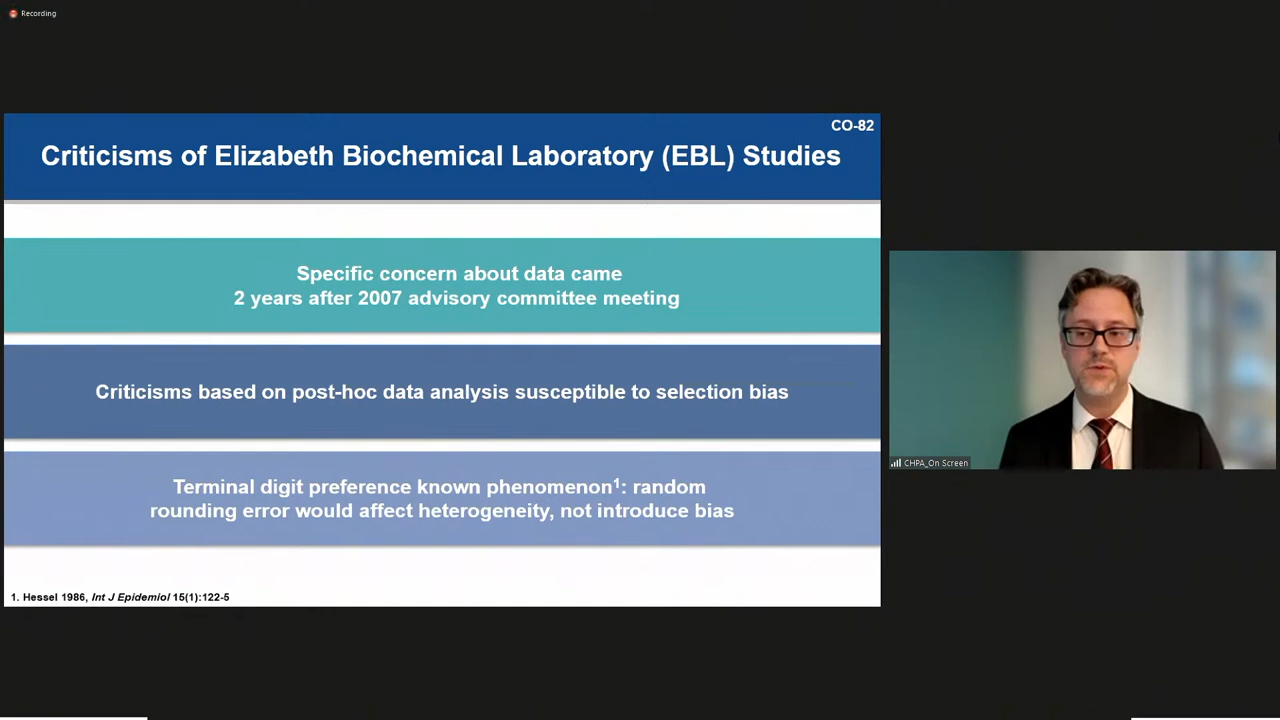 Recording
CO-82
Criticisms of Elizabeth Biochemical Laboratory (EBL) Studies
Specific concern about data came
2 years after 2007 advisory committee meeting
Criticisms based on post-hoc data analysis susceptible to selection bias
Terminal digit preference known phenomenon¹: random
rounding error would affect heterogeneity, not introduce bias
1. Hessel 1986, Int J Epidemiol 15(1):122-5
CHPA_On Screen